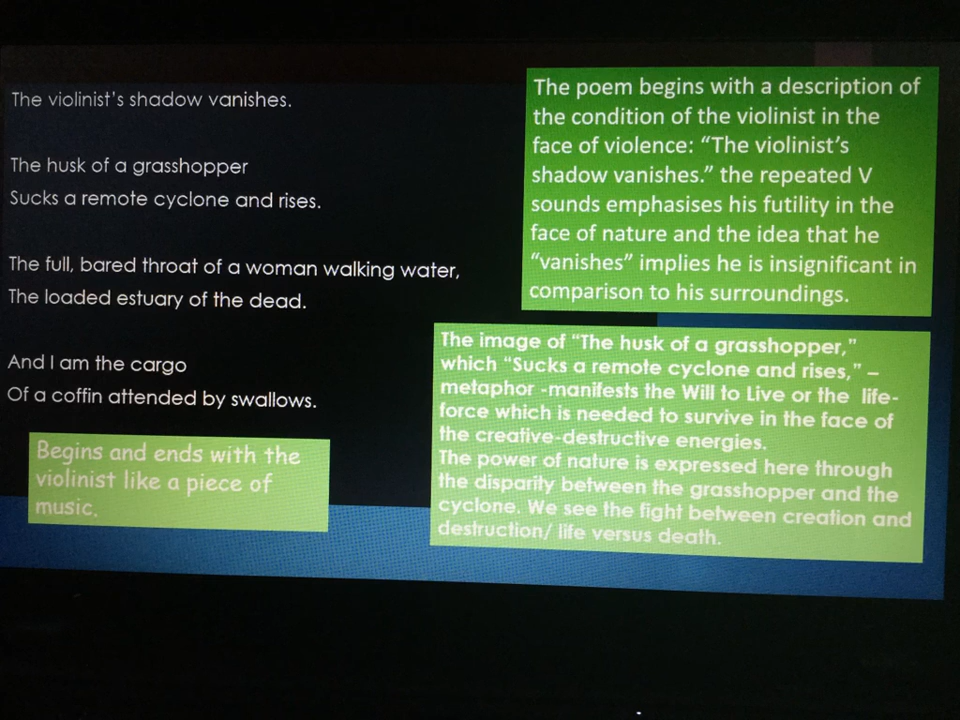 The violinist's shadow vanishes.
The husk of a grasshopper
Sucks a remote cyclone and rises.
The full, bared throat of a woman walking water,
The loaded estuary of the dead.
And I am the cargo
Of a coffin attended by swallows.
Begins and ends with the
violinist like a piece of
music.
The poem begins with a description of
the condition of the violinist in the
face of violence: “The violinist’s
shadow vanishes.” the repeated V
sounds emphasises his futility in the
face of nature and the idea that he
“vanishes” implies he is insignificant in
comparison to his surroundings.
The image of “The husk of a grasshopper,”
which “Sucks a remote cyclone and rises,” –
metaphor -manifests the Will to Live or the life-
force which is needed to survive in the face of
the creative-destructive energies.
The power of nature is expressed here through
the disparity between the grasshopper and the
cyclone. We see the fight between creation and
destruction/ life versus death.